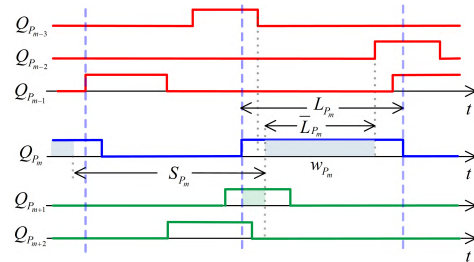 Q_{P_{m-3}}
Q_{P_{m-2}}
Q_{P_{m-1}}
t
L_{P_m}
\overline{L}_{P_m}
Q_{P_m}
w_{P_m}
t
S_{P_m}
Q_{P_{m+1}}
t
Q_{P_{m+2}}
t